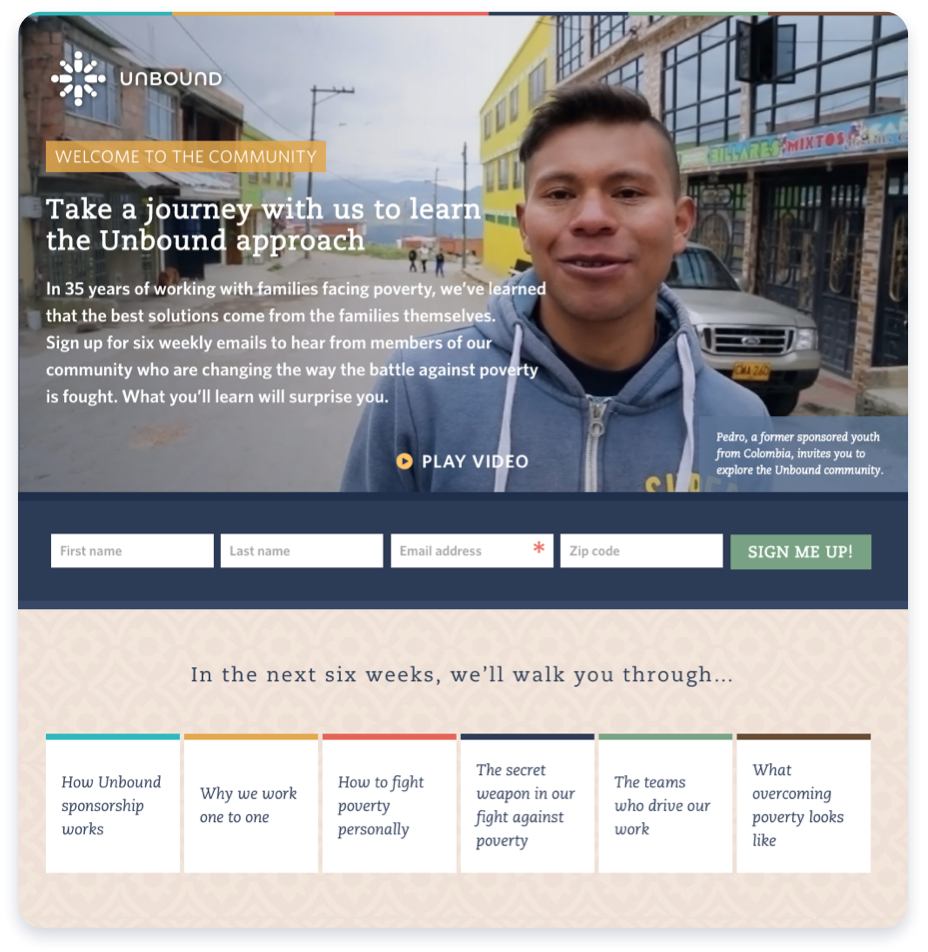 UNBOUND
WELCOME TO THE COMMUNITY
Take a journey with us to learn
the Unbound approach
In 35 years of working with families facing poverty, we've learned
that the best solutions come from the families themselves.
Sign up for six weekly emails to hear from members of our
community who are changing the way the battle against poverty
is fought. What you'll learn will surprise you.
PLAY VIDEO
BILLARES MIXTOS
Pedro, a former sponsored youth
from Colombia, invites you to
explore the Unbound community.
First name
Last name
Email address *
Zip code
SIGN ME UP!
In the next six weeks, we'll walk you through...
How Unbound
sponsorship
works
Why we work
one to one
How to fight
poverty
personally
The secret
weapon in our
fight against
poverty
The teams
who drive our
work
What
overcoming
poverty looks
like